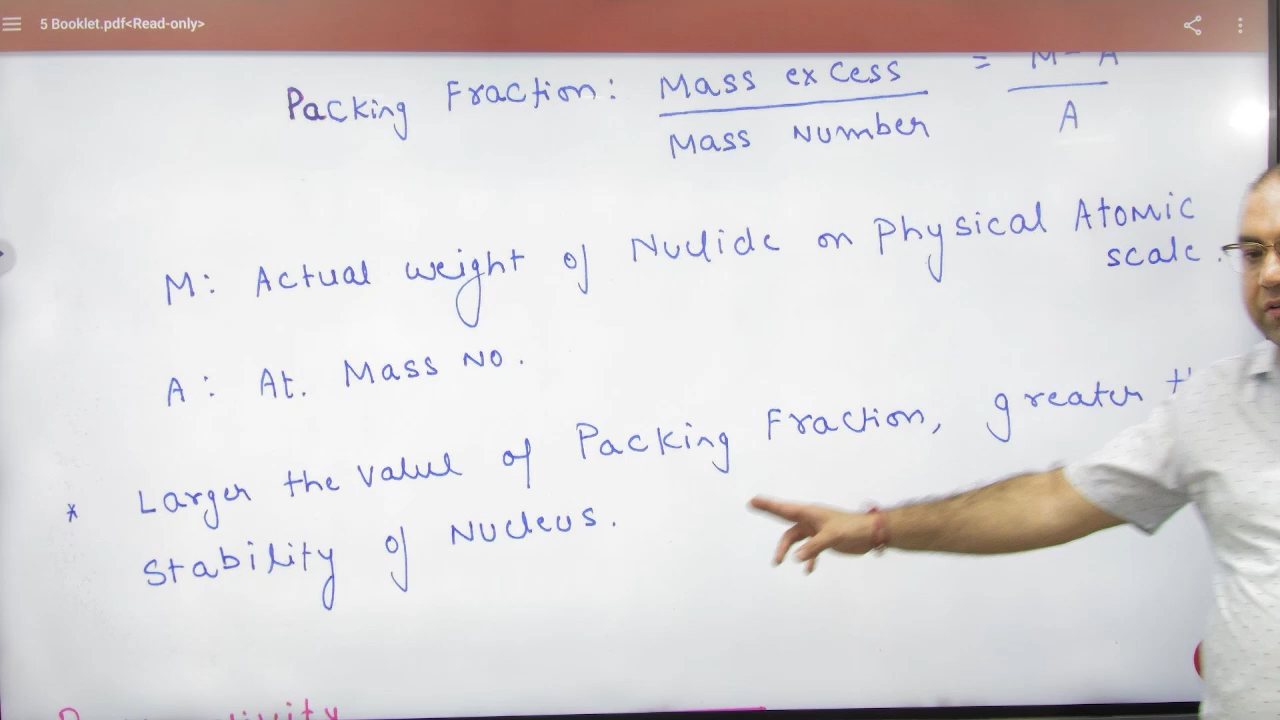 5 Booklet.pdf<Read-only>
Packing Fraction: Mass excess = M - A
Mass Number A
M: Actual weight of Nuclide on Physical Atomic
scale.
A: At. Mass No.
* Larger the value of Packing Fraction, greater
stability of Nucleus.